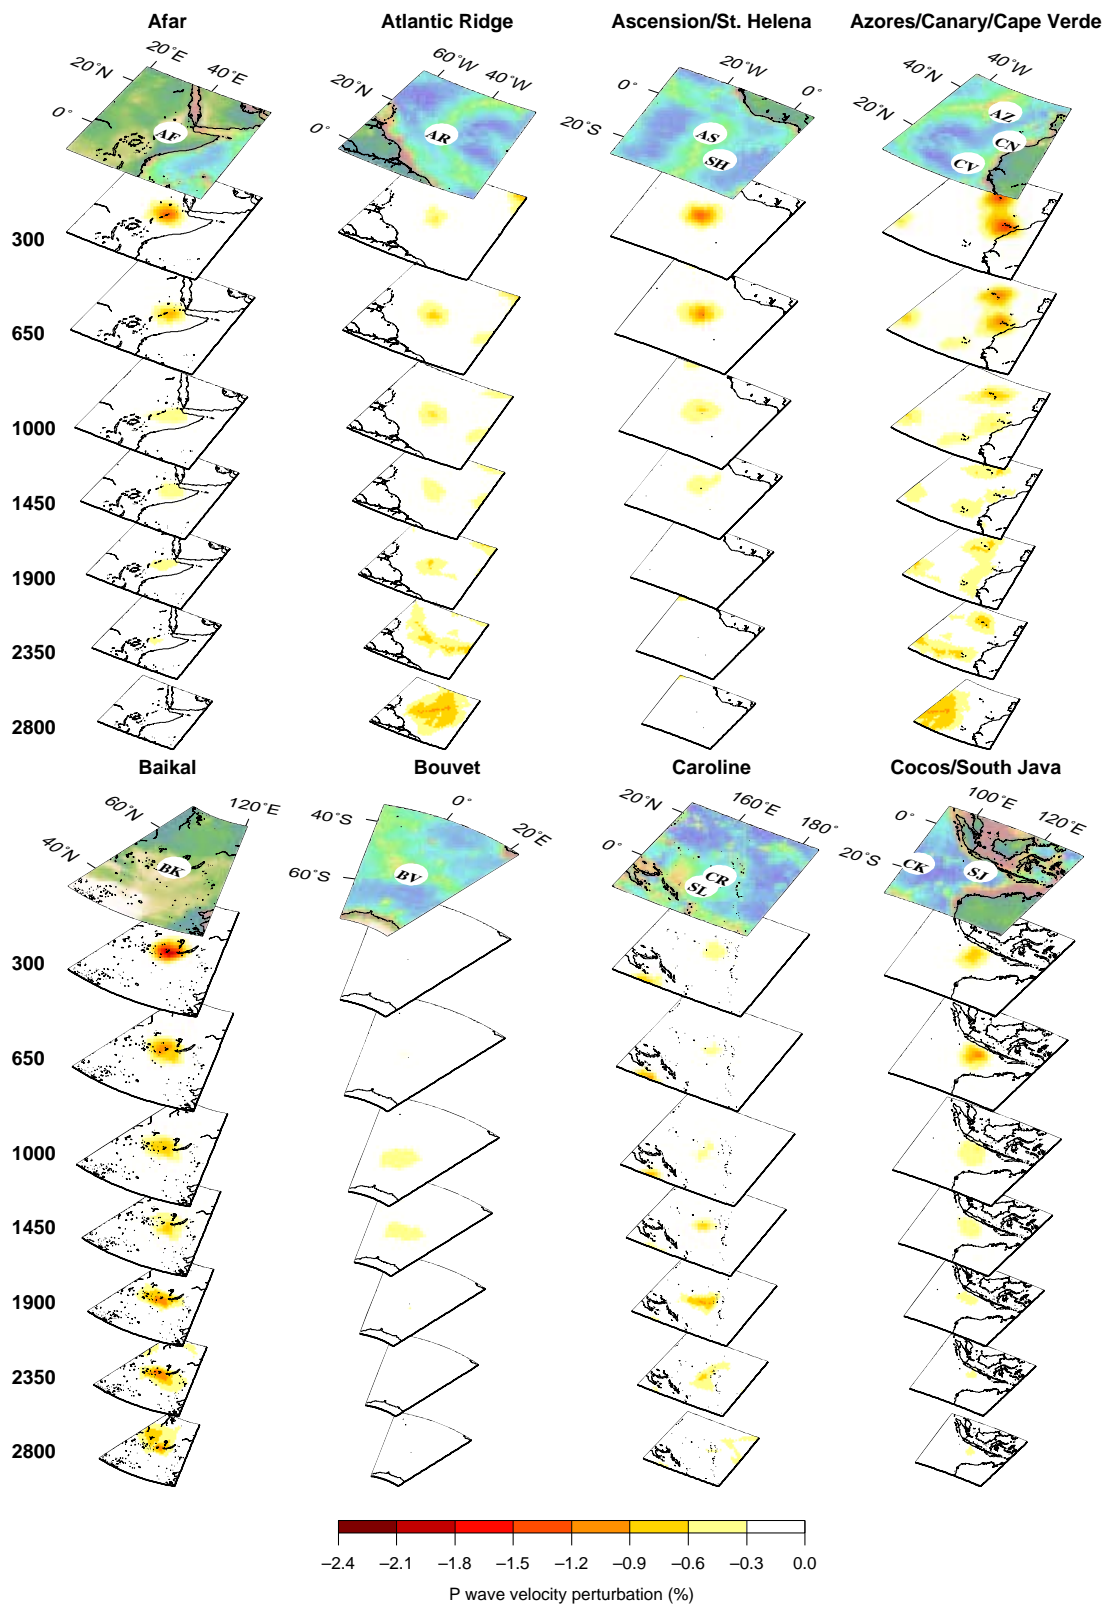 Afar Atlantic Ridge Ascension/St. Helena Azores/Canary/Cape Verde
20˚E 40˚E 20˚N 0˚ AF
60˚W 40˚W 20˚N 0˚ AR
20˚W 0˚ 0˚ 20˚S AS SH
40˚W 40˚N 20˚N AZ CN CV
300
650
1000
1450
1900
2350
2800
Baikal Bouvet Caroline Cocos/South Java
120˚E 60˚N 40˚N BK
0˚ 20˚E 40˚S 60˚S BV
160˚E 180˚ 20˚N 0˚ CR SL
100˚E 120˚E 0˚ 20˚S CK SJ
300
650
1000
1450
1900
2350
2800
–2.4 –2.1 –1.8 –1.5 –1.2 –0.9 –0.6 –0.3 0.0
P wave velocity perturbation (%)